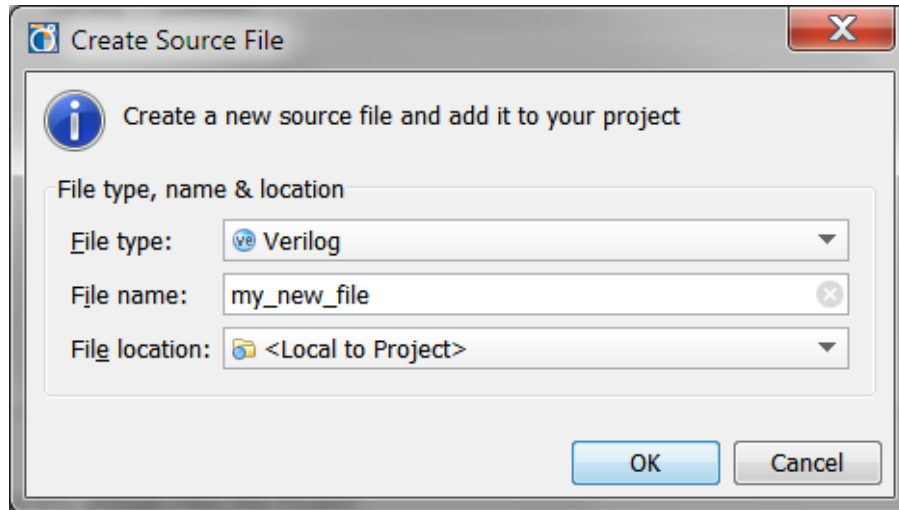 Create Source File
Create a new source file and add it to your project
File type, name & location
File type: Verilog
File name: my_new_file
File location: <Local to Project>
OK Cancel